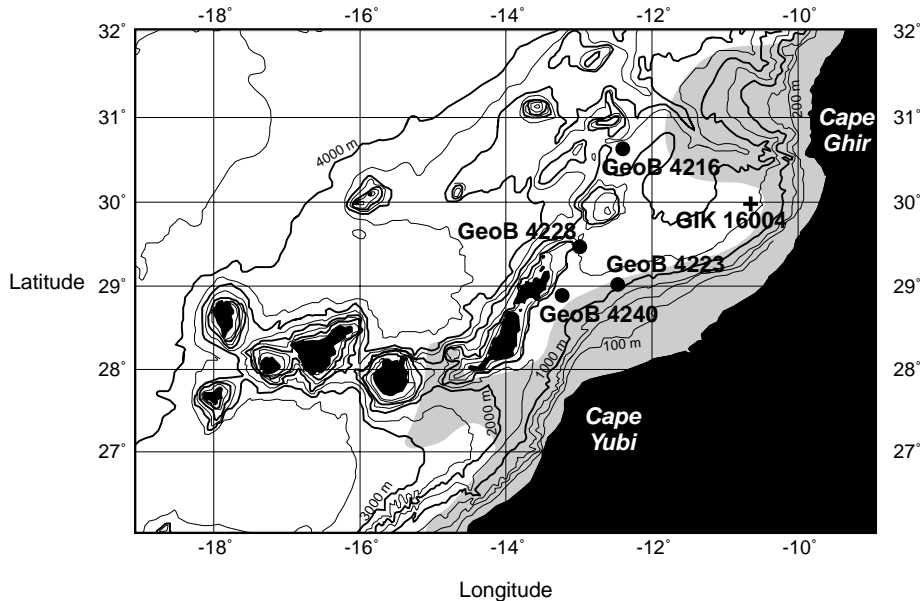 -18 -16 -14 -12 -10
32˚ 32˚
31˚ 31˚
30˚ 30˚
29˚ 29˚
28˚ 28˚
27˚ 27˚
4000 m
200 m
Cape
Ghir
GeoB 4216
GIK 16004
GeoB 4228
GeoB 4223
GeoB 4240
1000 m
100 m
2000 m
Cape
Yubi
3000 m
Latitude
-18 -16 -14 -12 -10
Longitude